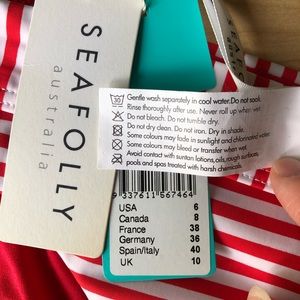 SEAFOLLY
australia
30
Gentle wash separately in cool water.Do not soak.
Rinse thoroughly after use. Never roll up when wet.
Do not bleach. Do not tumble dry.
Do not dry clean. Do not iron. Dry in shade.
Some colours may fade in sunlight and chlorinated water.
Some colours may bleed or transfer when wet.
Avoid contact with suntan lotions,oils,rough surfaces,
pools and spas treated with harsh chemicals.
9 337611 567464
USA 6
Canada 8
France 38
Germany 36
Spain/Italy 40
UK 10